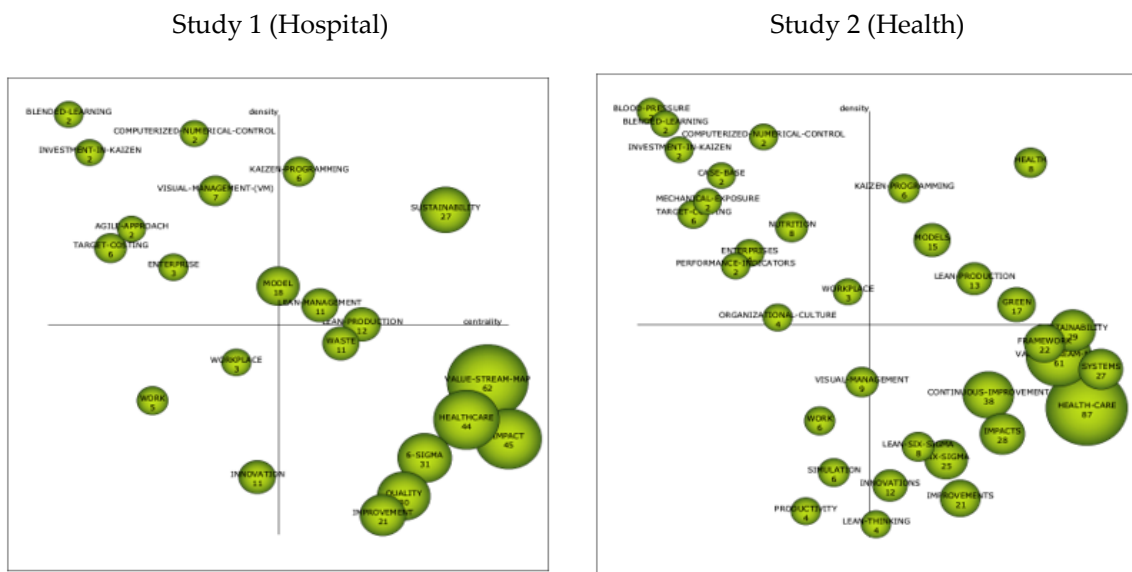 Study 1 (Hospital)
density
BLENDED-LEARNING
2
COMPUTERIZED-NUMERICAL-CONTROL
2
INVESTMENT-IN-KAIZEN
2
KAIZEN-PROGRAMMING
6
VISUAL-MANAGEMENT-(VM)
7
SUSTAINABILITY
27
AGILE-APPROACH
2
TARGET-COSTING
6
ENTERPRISE
3
MODEL
18
LEAN-MANAGEMENT
11
LEAN-PRODUCTION
12
centrality
WASTE
11
WORKPLACE
3
VALUE-STREAM-MAP
62
WORK
5
HEALTHCARE
44
IMPACT
45
6-SIGMA
31
INNOVATION
11
QUALITY
IMPROVEMENT
21
Study 2 (Health)
density
BLOOD-PRESSURE
BLENDED-LEARNING
2
COMPUTERIZED-NUMERICAL-CONTROL
2
INVESTMENT-IN-KAIZEN
2
HEALTH
8
CASE-BASE
2
KAIZEN-PROGRAMMING
6
MECHANICAL-EXPOSURE
2
6
NUTRITION
8
MODELS
15
ENTERPRISES
PERFORMANCE-INDICATORS
2
LEAN-PRODUCTION
13
WORKPLACE
3
GREEN
17
ORGANIZATIONAL-CULTURE
4
centrality
29
FRAMEWORK
22
61
SYSTEMS
27
VISUAL-MANAGEMENT
9
CONTINUOUS-IMPROVEMENT
38
HEALTH-CARE
87
WORK
6
IMPACTS
28
LEAN-SIX-SIGMA
8
25
SIMULATION
6
INNOVATIONS
12
IMPROVEMENTS
21
PRODUCTIVITY
4
LEAN-THINKING
4